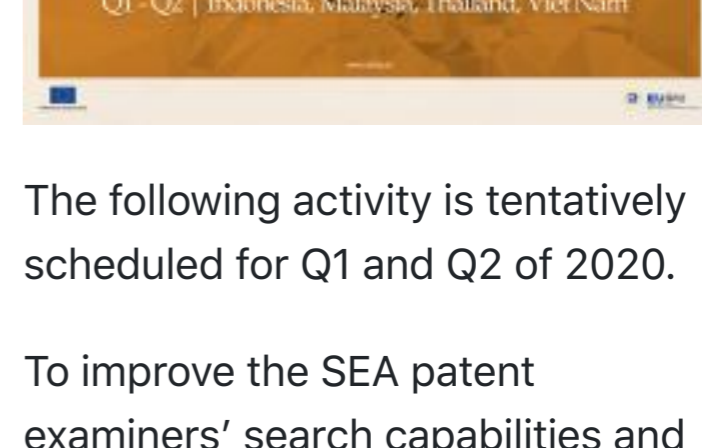 Q1 - Q2 | Indonesia, Malaysia, Thailand, Viet Nam
The following activity is tentatively
scheduled for Q1 and Q2 of 2020.
To improve the SEA patent
examiners’ search capabilities and